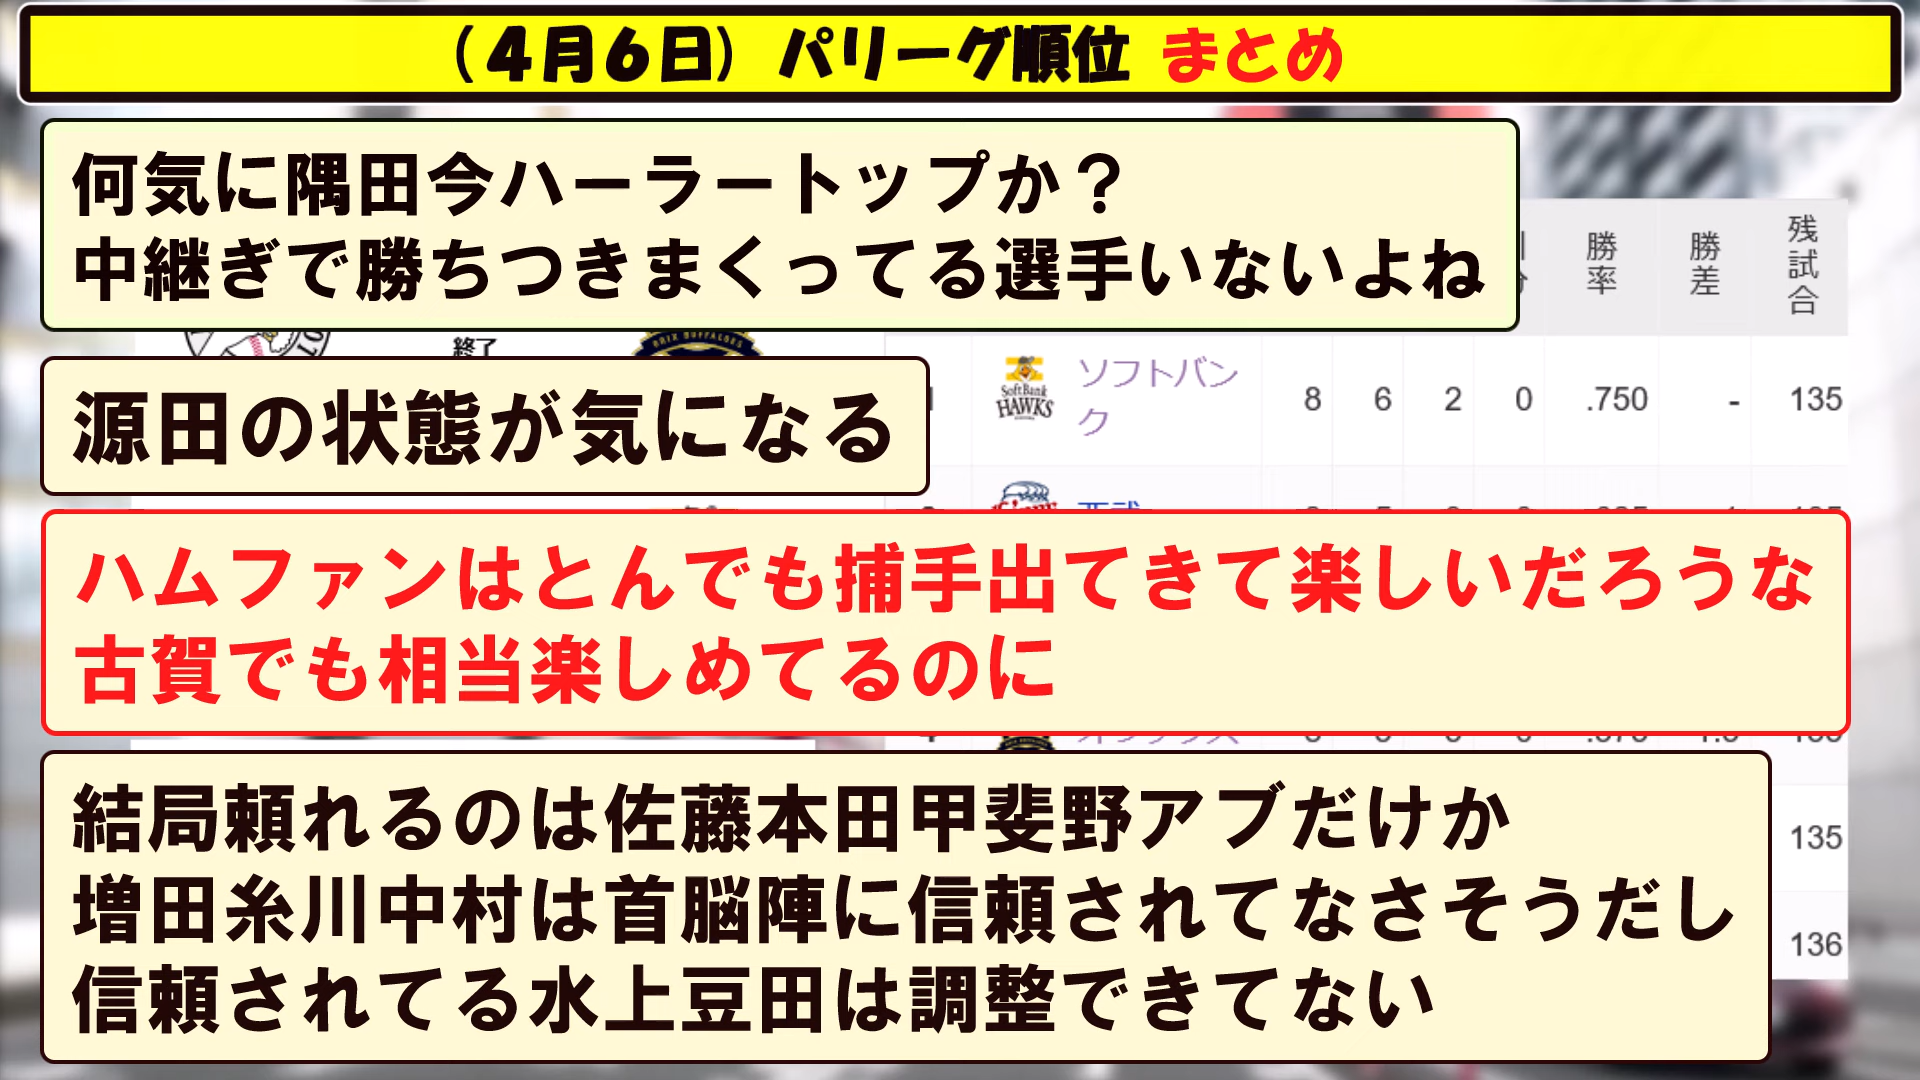 （４月６日）パリーグ順位 まとめ
何気に隅田今ハーラートップか？
中継ぎで勝ちつきまくってる選手いないよね
勝率
勝差
残試合
終了
ORIX BUFFALOES
源田の状態が気になる
SoftBank HAWKS
ソフトバンク
8 6 2 0 .750 - 135
ハムファンはとんでも捕手出てきて楽しいだろうな
古賀でも相当楽しめてるのに
結局頼れるのは佐藤本田甲斐野アブだけか
増田糸川中村は首脳陣に信頼されてなさそうだし
信頼されてる水上豆田は調整できてない
135
136